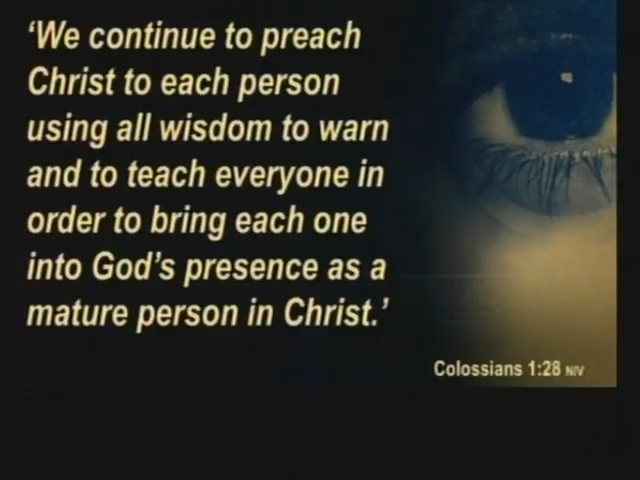 ‘We continue to preach
Christ to each person
using all wisdom to warn
and to teach everyone in
order to bring each one
into God’s presence as a
mature person in Christ.’
Colossians 1:28 NIV